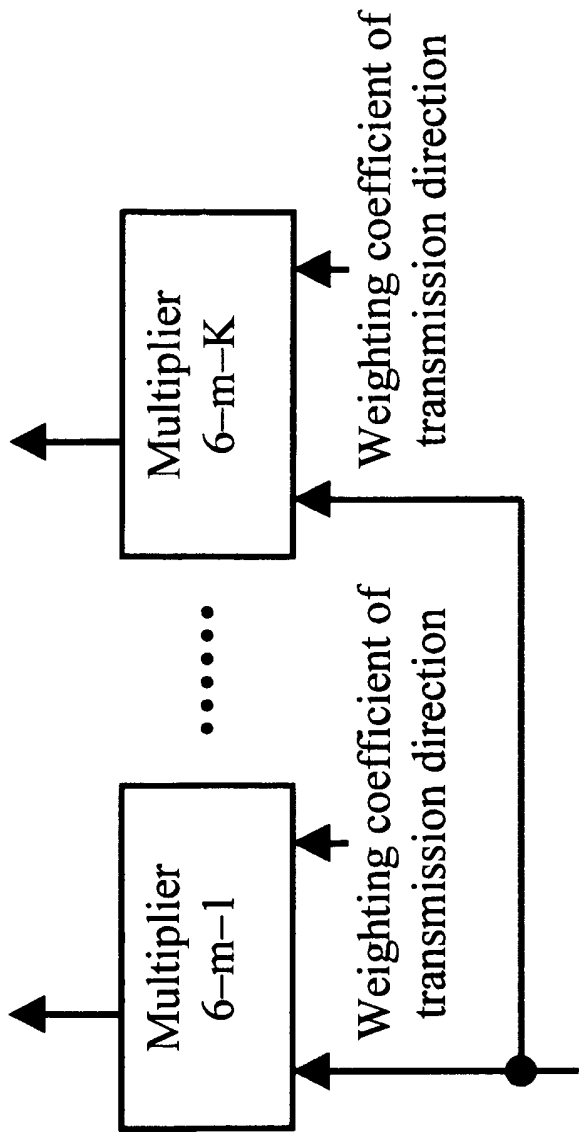 Multiplier
6–m–1
Weighting coefficient of
transmission direction
Multiplier
6–m–K
Weighting coefficient of
transmission direction